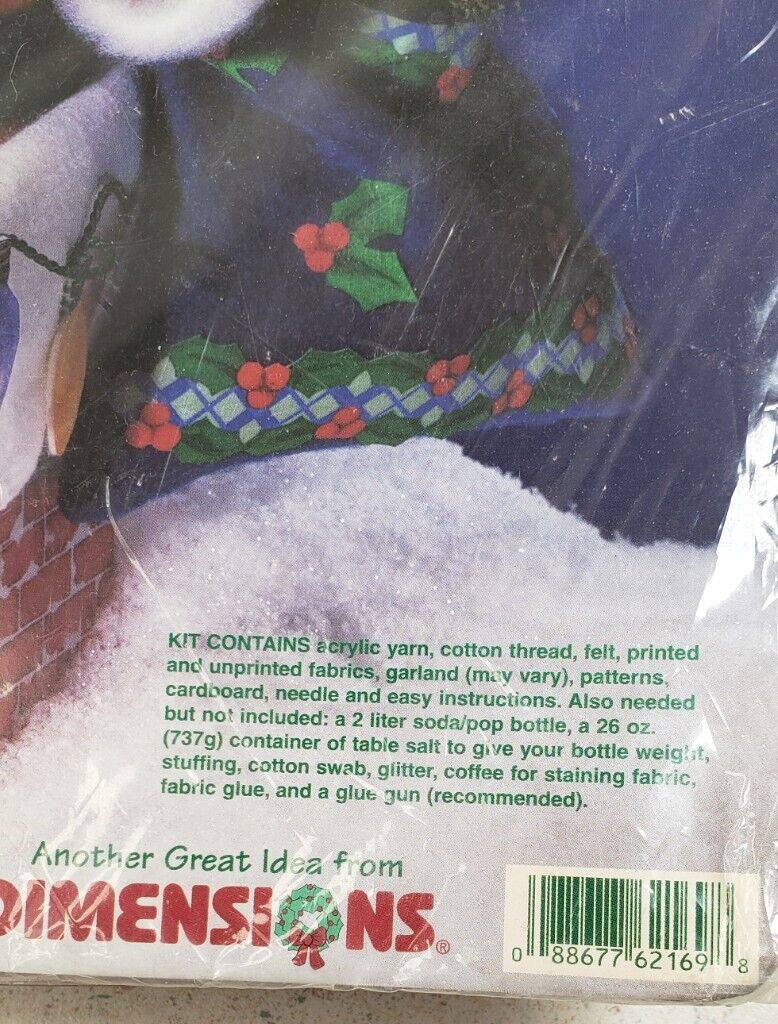 KIT CONTAINS acrylic yarn, cotton thread, felt, printed
and unprinted fabrics, garland (may vary), patterns,
cardboard, needle and easy instructions. Also needed
but not included: a 2 liter soda/pop bottle, a 26 oz.
(737g) container of table salt to give your bottle weight,
stuffing, cotton swab, glitter, coffee for staining fabric,
fabric glue, and a glue gun (recommended).
Another Great Idea from
DIMENSIONS®
0 88677 62169 8